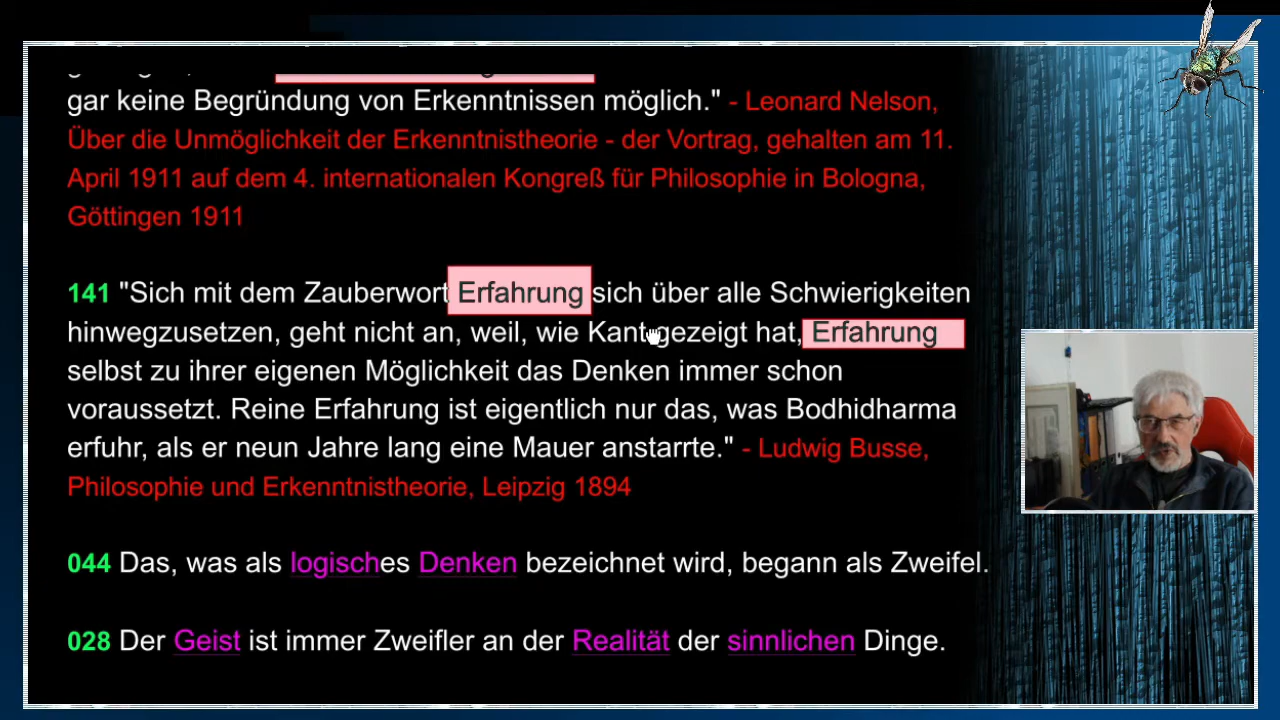 gar keine Begründung von Erkenntnissen möglich." - Leonard Nelson,
Über die Unmöglichkeit der Erkenntnistheorie - der Vortrag, gehalten am 11.
April 1911 auf dem 4. internationalen Kongreß für Philosophie in Bologna,
Göttingen 1911
141 "Sich mit dem Zauberwort Erfahrung sich über alle Schwierigkeiten
hinwegzusetzen, geht nicht an, weil, wie Kant gezeigt hat, Erfahrung
selbst zu ihrer eigenen Möglichkeit das Denken immer schon
voraussetzt. Reine Erfahrung ist eigentlich nur das, was Bodhidharma
erfuhr, als er neun Jahre lang eine Mauer anstarrte." - Ludwig Busse,
Philosophie und Erkenntnistheorie, Leipzig 1894
044 Das, was als logisches Denken bezeichnet wird, begann als Zweifel.
028 Der Geist ist immer Zweifler an der Realität der sinnlichen Dinge.